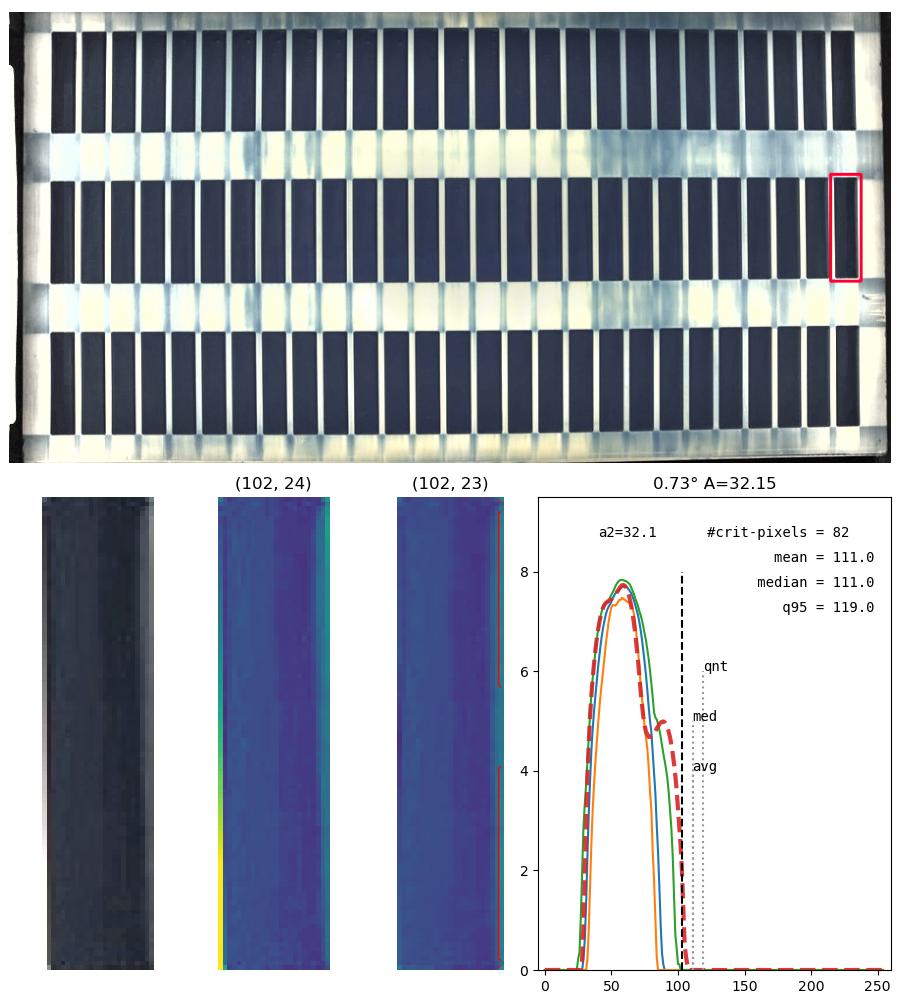 (102, 24)
(102, 23)
0.73° A=32.15
a2=32.1
#crit-pixels = 82
mean = 111.0
median = 111.0
q95 = 119.0
qnt
med
avg
8
6
4
2
0
0 50 100 150 200 250